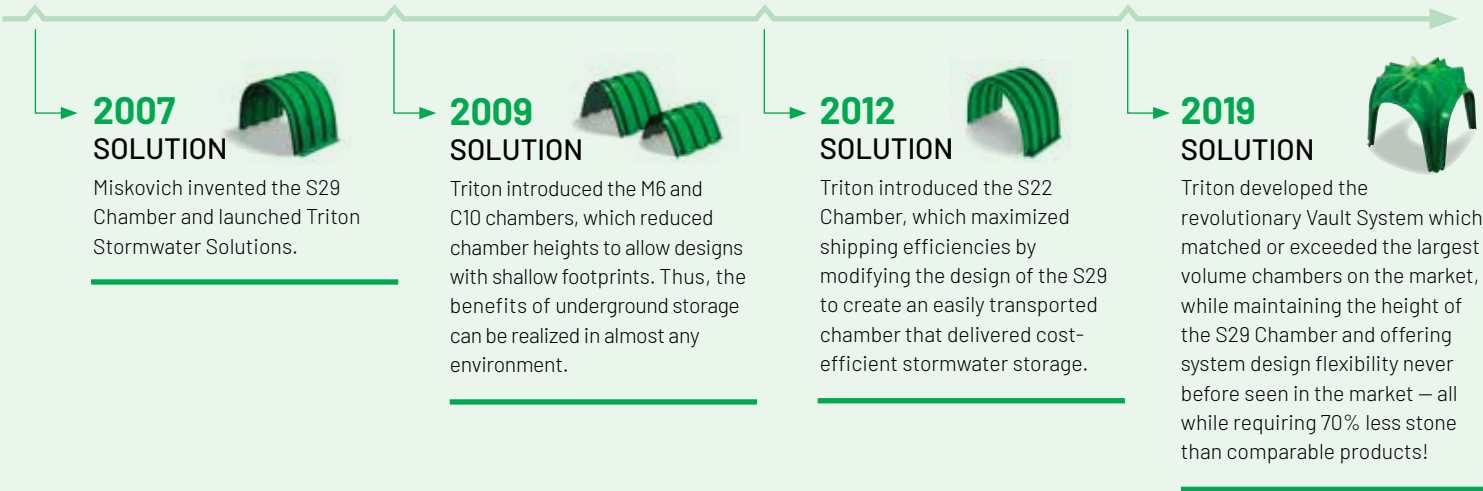 2007
SOLUTION
Miskovich invented the S29
Chamber and launched Triton
Stormwater Solutions.
2009
SOLUTION
Triton introduced the M6 and
C10 chambers, which reduced
chamber heights to allow designs
with shallow footprints. Thus, the
benefits of underground storage
can be realized in almost any
environment.
2012
SOLUTION
Triton introduced the S22
Chamber, which maximized
shipping efficiencies by
modifying the design of the S29
to create an easily transported
chamber that delivered cost-
efficient stormwater storage.
2019
SOLUTION
Triton developed the
revolutionary Vault System which
matched or exceeded the largest
volume chambers on the market,
while maintaining the height of
the S29 Chamber and offering
system design flexibility never
before seen in the market — all
while requiring 70% less stone
than comparable products!